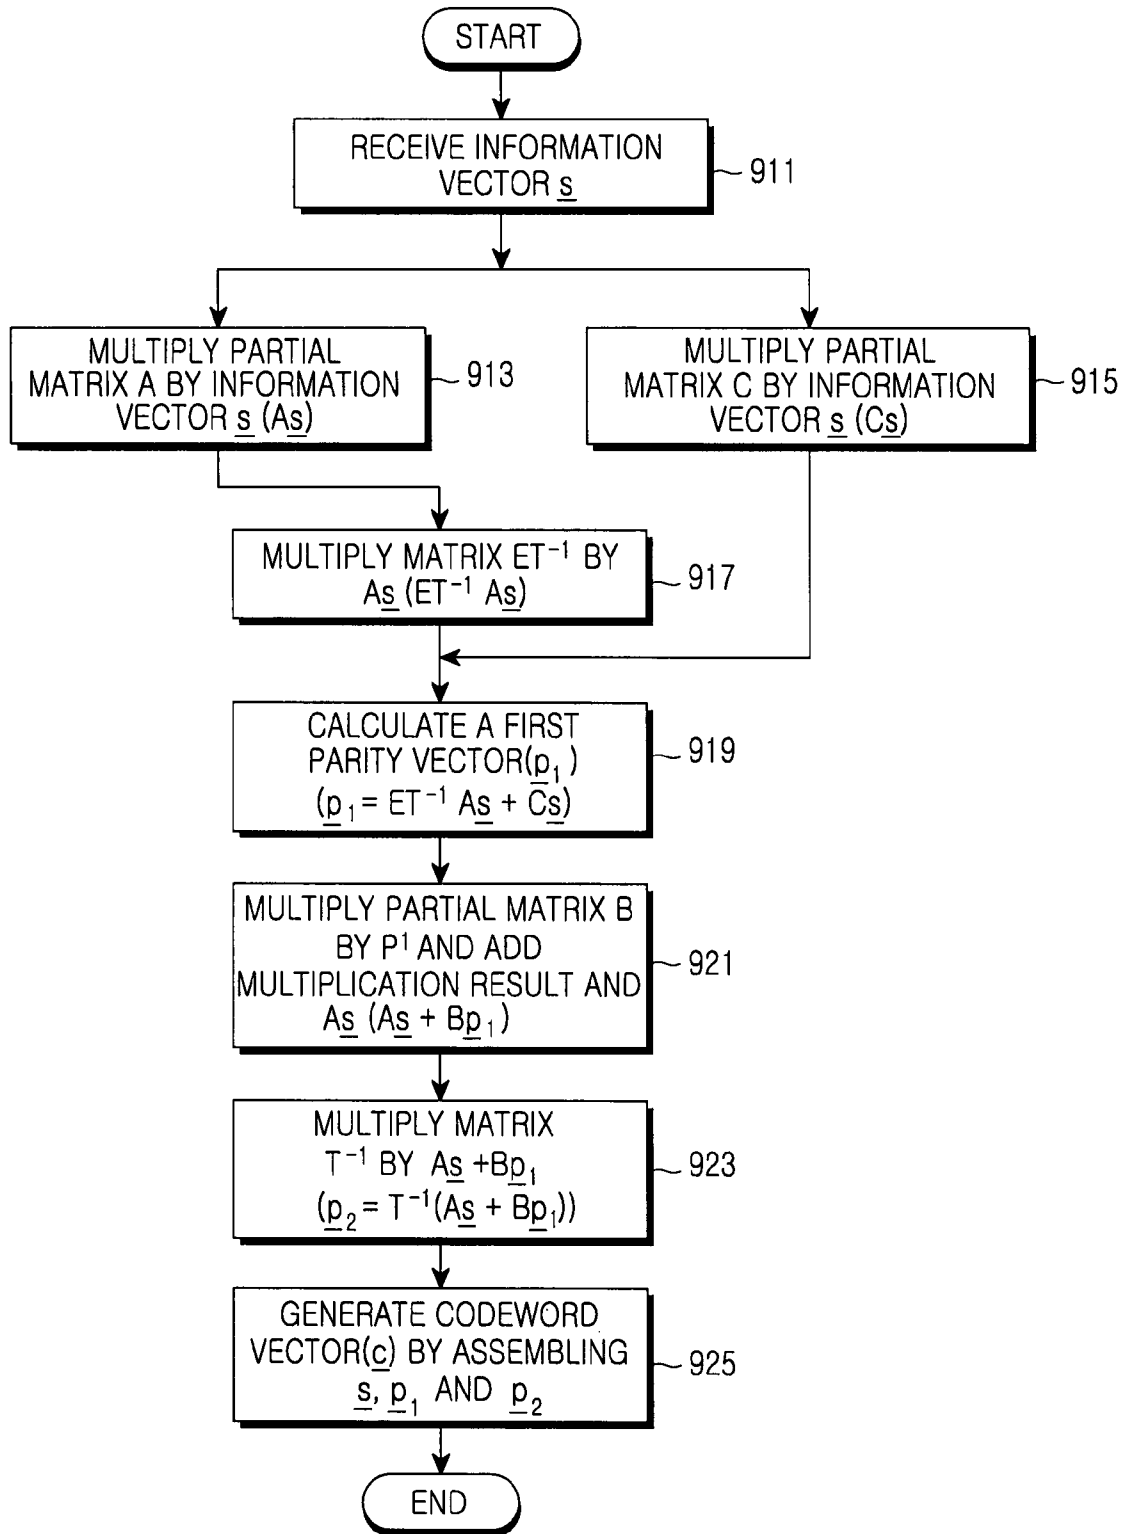 START
RECEIVE INFORMATION
VECTOR s
911
MULTIPLY PARTIAL
MATRIX A BY INFORMATION
VECTOR s (As)
913
MULTIPLY PARTIAL
MATRIX C BY INFORMATION
VECTOR s (Cs)
915
MULTIPLY MATRIX ET⁻¹ BY
As (ET⁻¹ As)
917
CALCULATE A FIRST
PARITY VECTOR(p₁)
(p₁ = ET⁻¹ As + Cs)
919
MULTIPLY PARTIAL MATRIX B
BY P¹ AND ADD
MULTIPLICATION RESULT AND
As (As + Bp₁)
921
MULTIPLY MATRIX
T⁻¹ BY As +Bp₁
(p₂ = T⁻¹(As + Bp₁))
923
GENERATE CODEWORD
VECTOR(c) BY ASSEMBLING
s, p₁ AND p₂
925
END